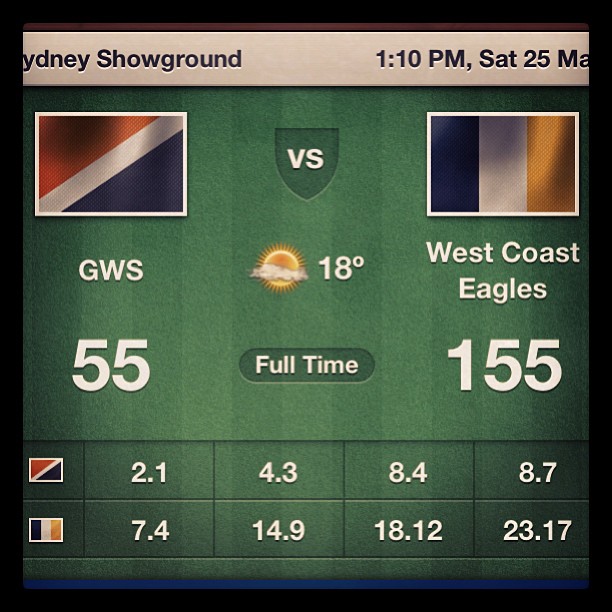 ydney Showground 1:10 PM, Sat 25 Ma
vs
GWS
18º
West Coast
Eagles
55
Full Time
155
2.1 4.3 8.4 8.7
7.4 14.9 18.12 23.17